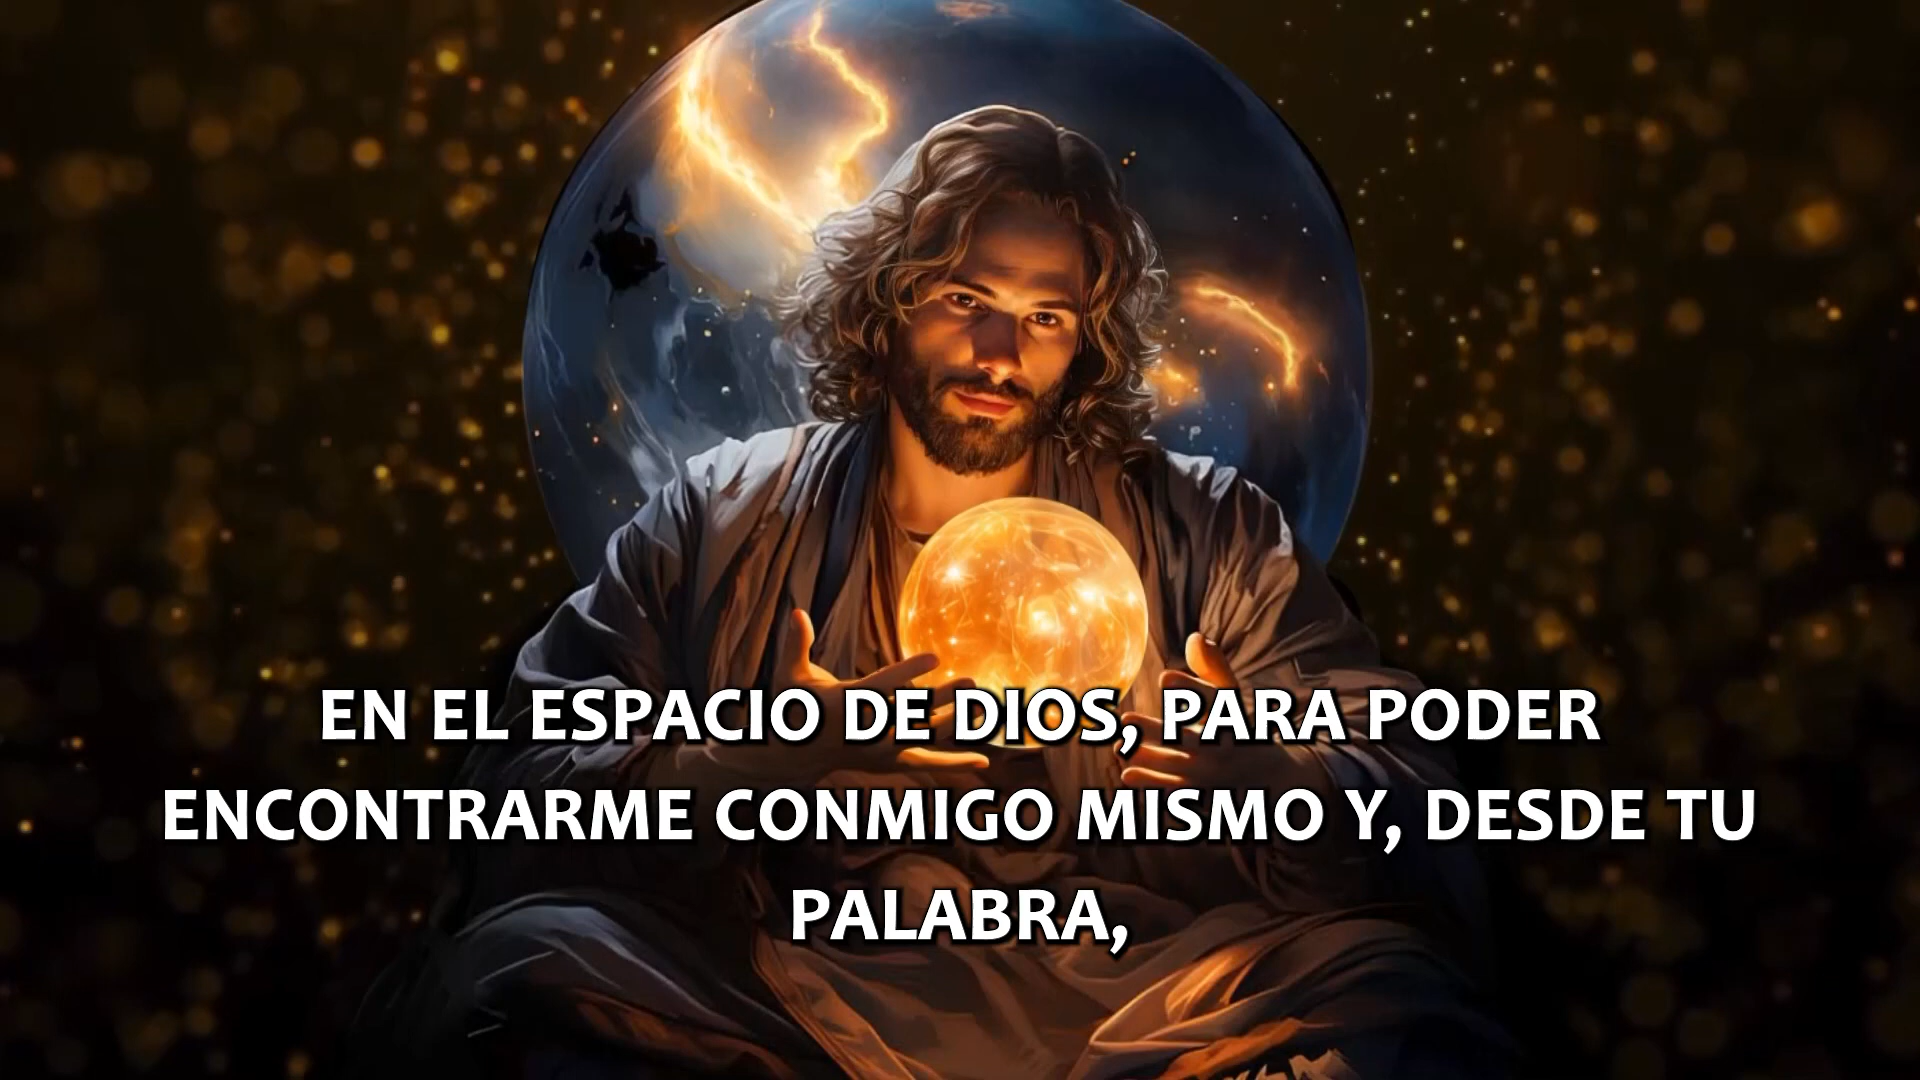 EN EL ESPACIO DE DIOS, PARA PODER
ENCONTRARME CONMIGO MISMO Y, DESDE TU
PALABRA,